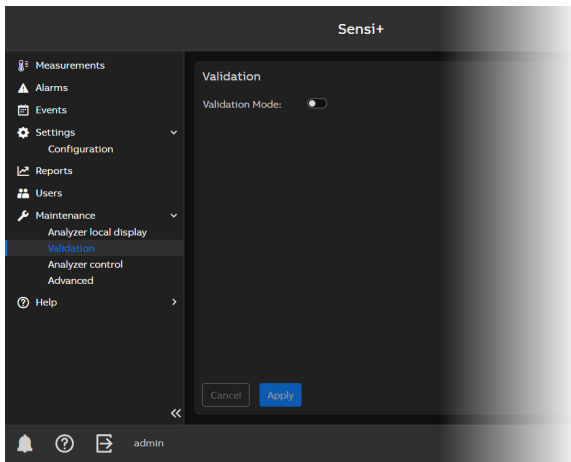 Sensi+
Measurements
Alarms
Events
Settings
Configuration
Reports
Users
Maintenance
Analyzer local display
Validation
Analyzer control
Advanced
Help
Validation
Validation Mode:
Cancel
Apply
admin